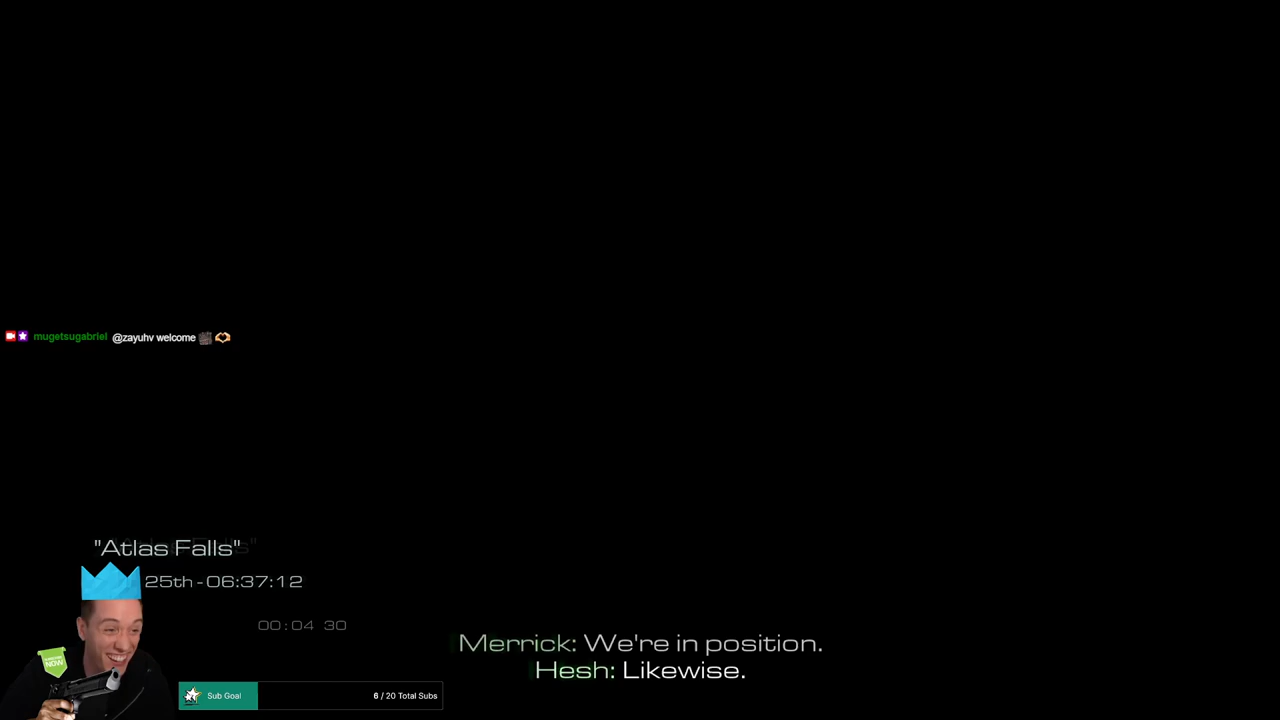 mugetsugabriel @zayuhv welcome
"Atlas Falls"
25th - 06:37:12
00:04 30
Merrick: We're in position.
Hesh: Likewise.
NOW
Sub Goal 6 / 20 Total Subs